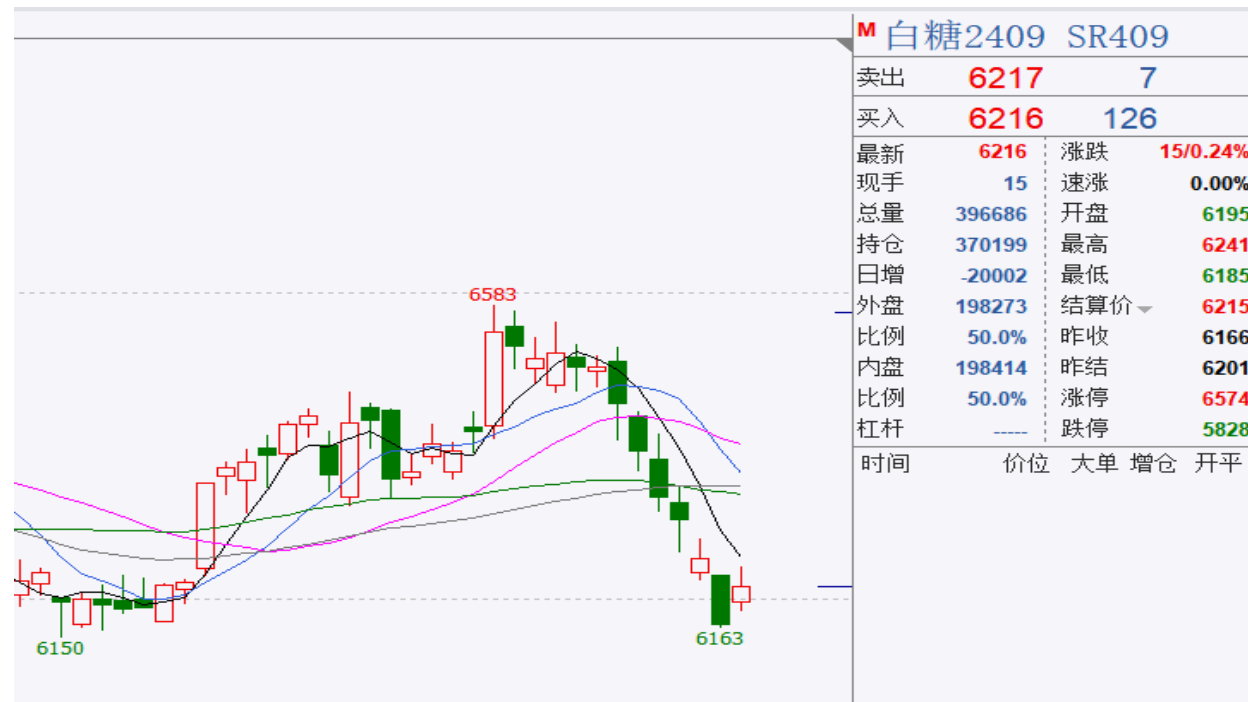 M 白糖2409 SR409
卖出 6217 7
买入 6216 126
最新 6216 涨跌 15/0.24%
现手 15 速涨 0.00%
总量 396686 开盘 6195
持仓 370199 最高 6241
日增 -20002 最低 6185
外盘 198273 结算价 6215
比例 50.0% 昨收 6166
内盘 198414 昨结 6201
比例 50.0% 涨停 6574
杠杆 ----- 跌停 5828
时间 价位 大单 增仓 开平
6583
6150
6163